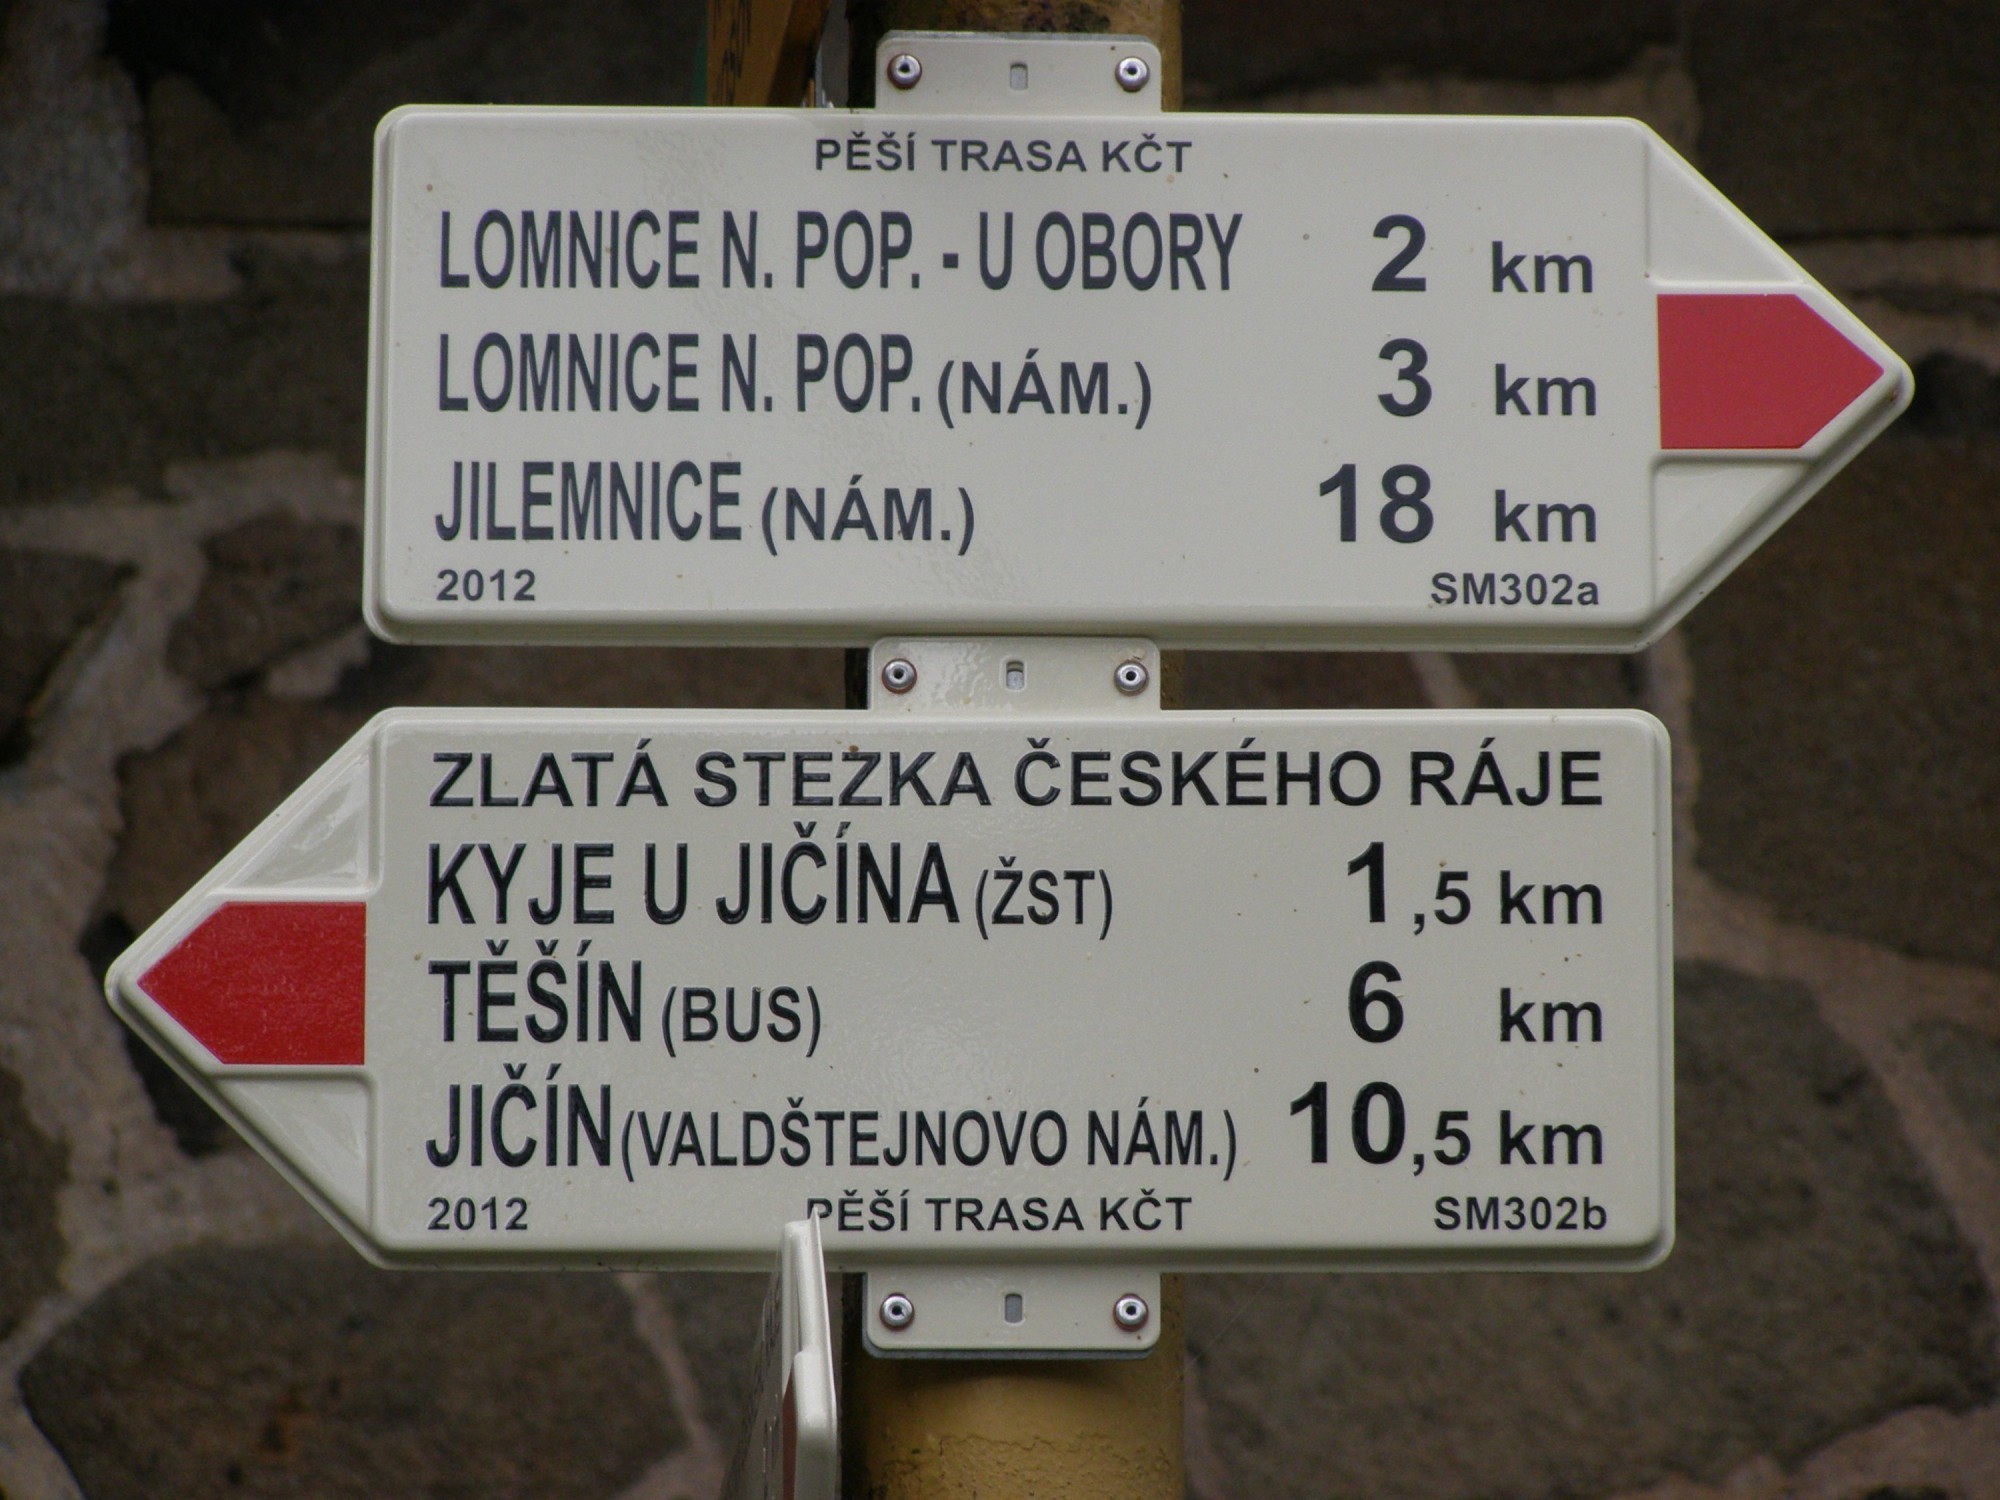 PĚŠÍ TRASA KČT
LOMNICE N. POP. - U OBORY 2 km
LOMNICE N. POP. (NÁM.) 3 km
JILEMNICE (NÁM.) 18 km
2012 SM302a
ZLATÁ STEZKA ČESKÉHO RÁJE
KYJE U JIČÍNA (ŽST) 1,5 km
TĚŠÍN (BUS) 6 km
JIČÍN (VALDŠTEJNOVO NÁM.) 10,5 km
2012 PĚŠÍ TRASA KČT SM302b